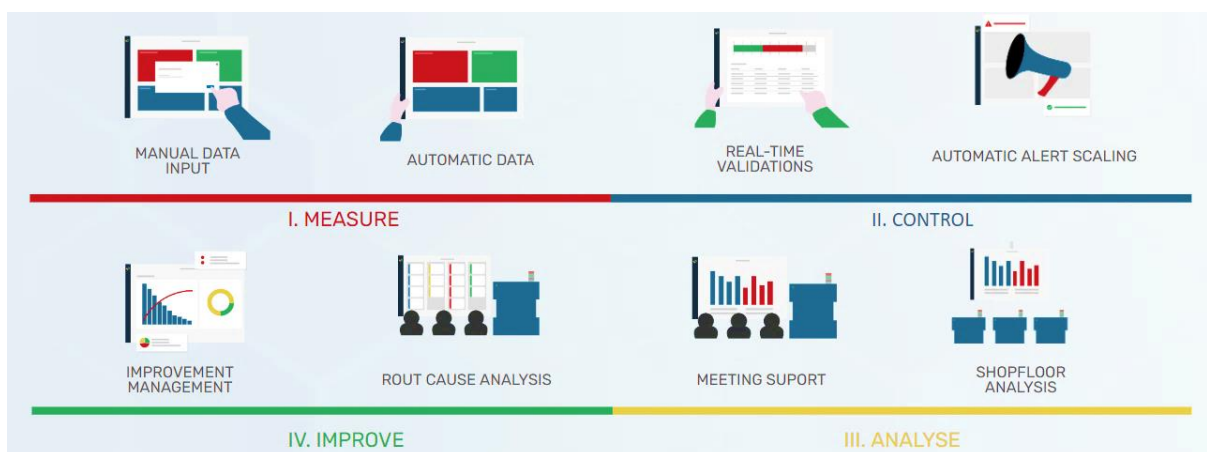 MANUAL DATA
INPUT
AUTOMATIC DATA
REAL-TIME
VALIDATIONS
AUTOMATIC ALERT SCALING
I. MEASURE
II. CONTROL
IMPROVEMENT
MANAGEMENT
ROUT CAUSE ANALYSIS
MEETING SUPORT
SHOPFLOOR
ANALYSIS
IV. IMPROVE
III. ANALYSE